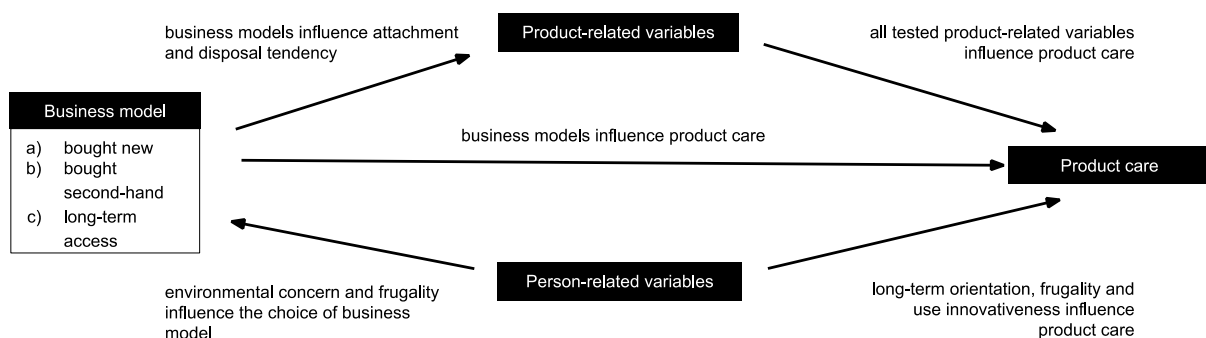 business models influence attachment
and disposal tendency
Product-related variables
all tested product-related variables
influence product care
Business model
a) bought new
b) bought
second-hand
c) long-term
access
business models influence product care
Product care
Person-related variables
environmental concern and frugality
influence the choice of business
model
long-term orientation, frugality and
use innovativeness influence
product care